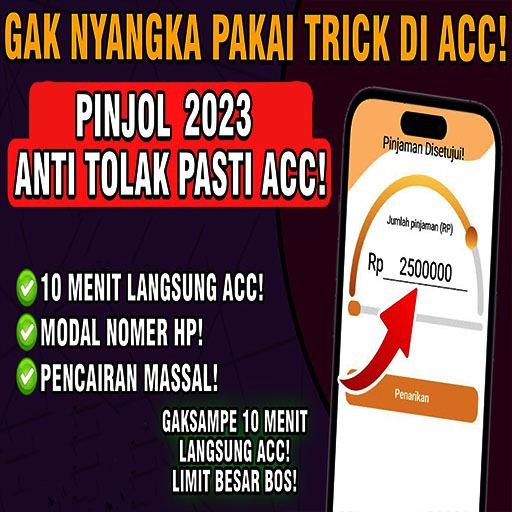 GAK NYANGKA PAKAI TRICK DI ACC!
PINJOL 2023
ANTI TOLAK PASTI ACC!
10 MENIT LANGSUNG ACC!
MODAL NOMER HP!
PENCAIRAN MASSAL!
GAKSAMPE 10 MENIT
LANGSUNG ACC!
LIMIT BESAR BOS!
Pinjaman Disetujui!
Jumlah pinjaman (RP)
Rp 2500000
Penarikan